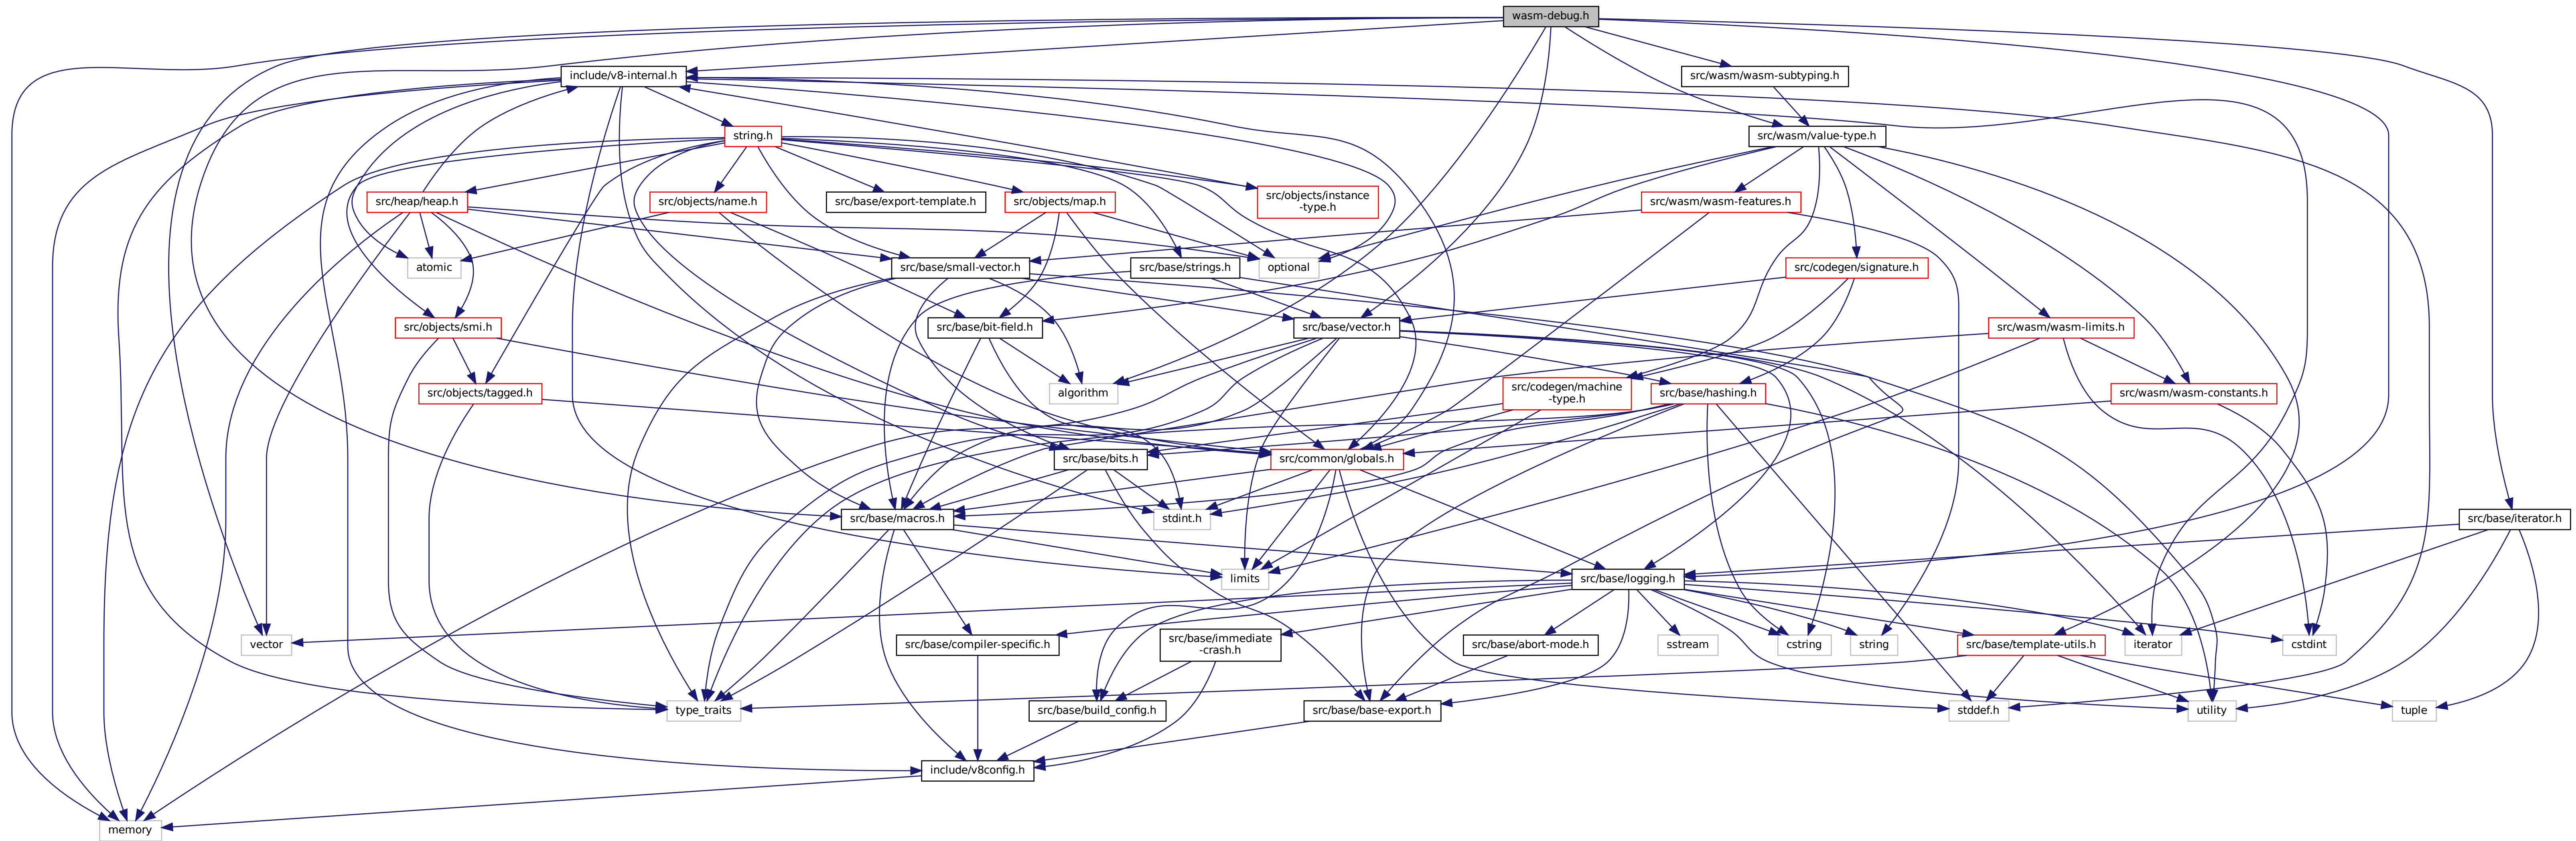 wasm-debug.h
include/v8-internal.h
src/wasm/wasm-subtyping.h
string.h
src/wasm/value-type.h
src/heap/heap.h
src/objects/name.h
src/base/export-template.h
src/objects/map.h
src/objects/instance
-type.h
src/wasm/wasm-features.h
atomic
src/base/small-vector.h
src/base/strings.h
optional
src/codegen/signature.h
src/objects/smi.h
src/base/bit-field.h
src/base/vector.h
src/wasm/wasm-limits.h
src/objects/tagged.h
algorithm
src/codegen/machine
-type.h
src/base/hashing.h
src/wasm/wasm-constants.h
src/base/bits.h
src/common/globals.h
src/base/macros.h
stdint.h
src/base/iterator.h
limits
src/base/logging.h
vector
src/base/compiler-specific.h
src/base/immediate
-crash.h
src/base/abort-mode.h
sstream
cstring
string
src/base/template-utils.h
iterator
cstdint
type_traits
src/base/build_config.h
src/base/base-export.h
stddef.h
utility
tuple
include/v8config.h
memory